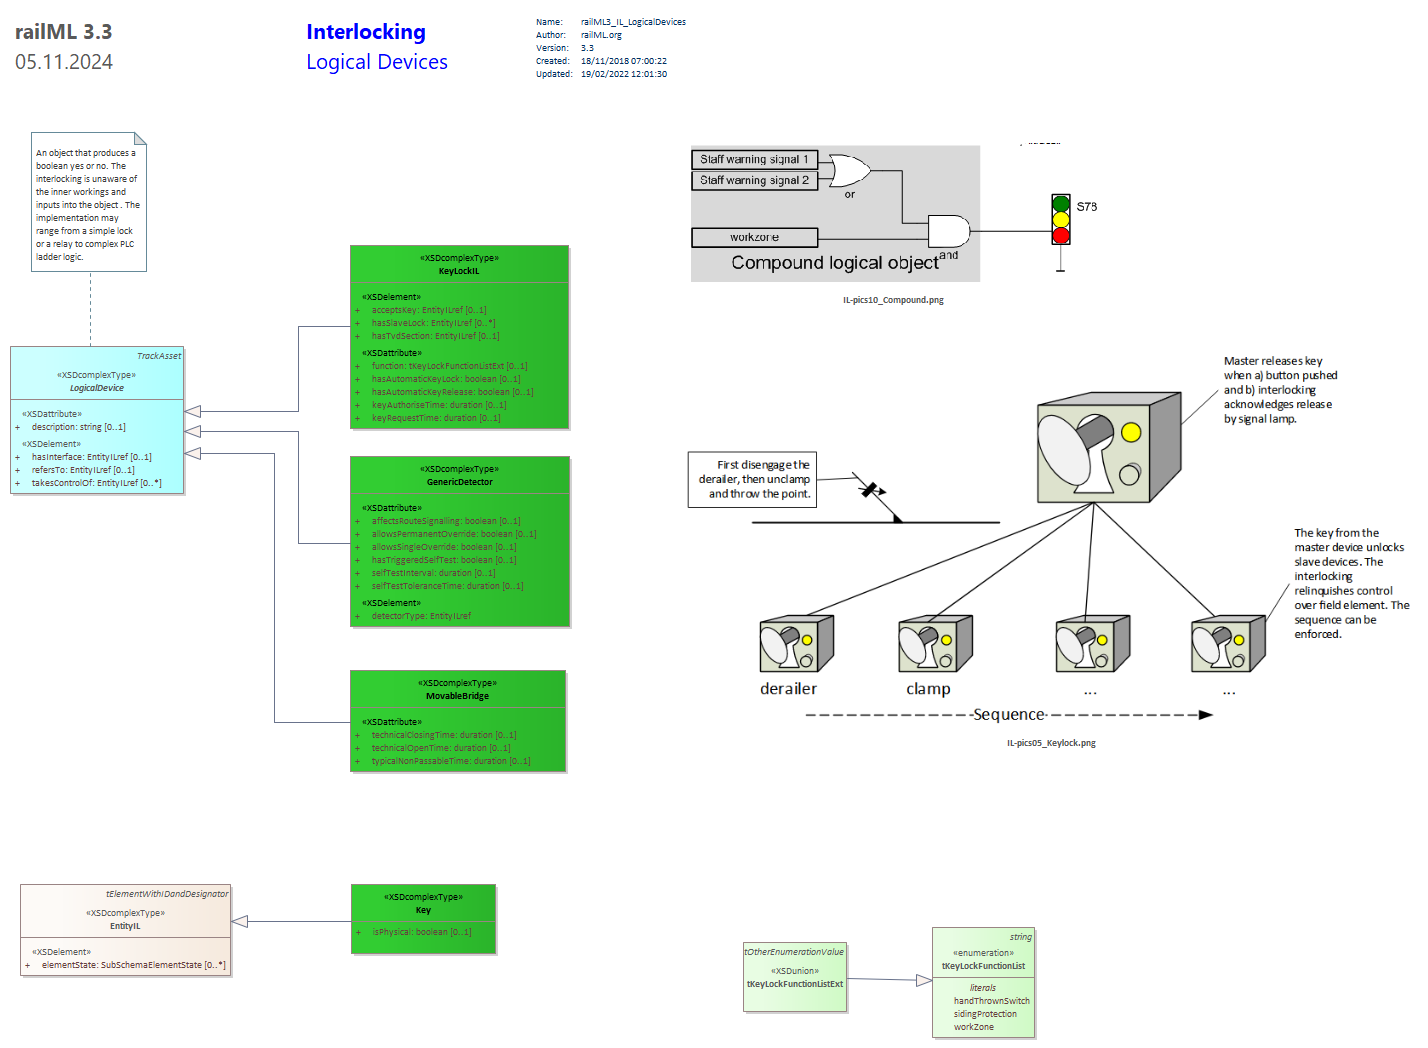 railML 3.3
05.11.2024
Interlocking
Logical Devices
Name: railML3_IL_LogicalDevices
Author: railML.org
Version: 3.3
Created: 18/11/2018 07:00:22
Updated: 19/02/2022 12:01:30
An object that produces a
boolean yes or no. The
interlocking is unaware of
the inner workings and
inputs into the object . The
implementation may
range from a simple lock
or a relay to complex PLC
ladder logic.
TrackAsset
«XSDcomplexType»
LogicalDevice
«XSDattribute»
+ description: string [0..1]
«XSDelement»
+ hasInterface: EntityILref [0..1]
+ refersTo: EntityILref [0..1]
+ takesControlOf: EntityILref [0..*]
«XSDcomplexType»
KeyLockIL
«XSDelement»
+ acceptsKey: EntityILref [0..1]
+ hasSlaveLock: EntityILref [0..*]
+ hasTvdSection: EntityILref [0..1]
«XSDattribute»
+ function: tKeyLockFunctionListExt [0..1]
+ hasAutomaticKeyLock: boolean [0..1]
+ hasAutomaticKeyRelease: boolean [0..1]
+ keyAuthoriseTime: duration [0..1]
+ keyRequestTime: duration [0..1]
«XSDcomplexType»
GenericDetector
«XSDattribute»
+ affectsRouteSignalling: boolean [0..1]
+ allowsPermanentOverride: boolean [0..1]
+ allowsSingleOverride: boolean [0..1]
+ hasTriggeredSelfTest: boolean [0..1]
+ selfTestInterval: duration [0..1]
+ selfTestToleranceTime: duration [0..1]
«XSDelement»
+ detectorType: EntityILref
«XSDcomplexType»
MovableBridge
«XSDattribute»
+ technicalClosingTime: duration [0..1]
+ technicalOpenTime: duration [0..1]
+ typicalNonPassableTime: duration [0..1]
tElementWithIDandDesignator
«XSDcomplexType»
EntityIL
«XSDelement»
+ elementState: SubSchemaElementState [0..*]
«XSDcomplexType»
Key
+ isPhysical: boolean [0..1]
Staff warning signal 1
Staff warning signal 2
or
workzone
and
Compound logical object
S78
IL-pics10_Compound.png
Master releases key
when a) button pushed
and b) interlocking
acknowledges release
by signal lamp.
First disengage the
derailer, then unclamp
and throw the point.
The key from the
master device unlocks
slave devices. The
interlocking
relinquishes control
over field element. The
sequence can be
enforced.
derailer
clamp
...
...
Sequence
IL-pics05_Keylock.png
tOtherEnumerationValue
«XSDunion»
tKeyLockFunctionListExt
string
«enumeration»
tKeyLockFunctionList
literals
handThrownSwitch
sidingProtection
workZone